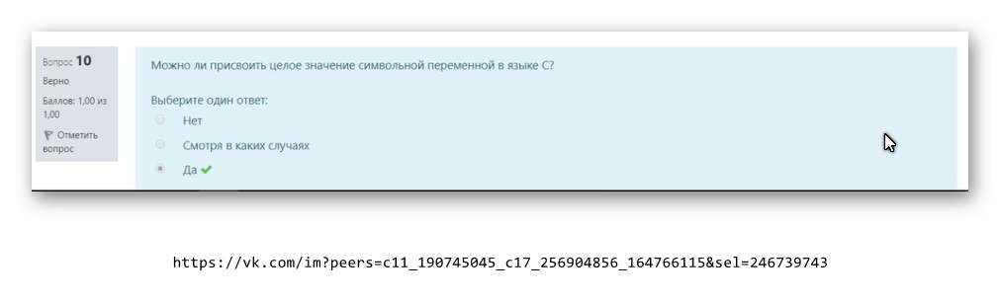 Вопрос 10
Верно
Баллов: 1,00 из
1,00
Отметить
вопрос
Можно ли присвоить целое значение символьной переменной в языке С?
Выберите один ответ:
Нет
Смотря в каких случаях
Да
https://vk.com/im?peers=c11_190745045_c17_256904856_164766115&sel=246739743